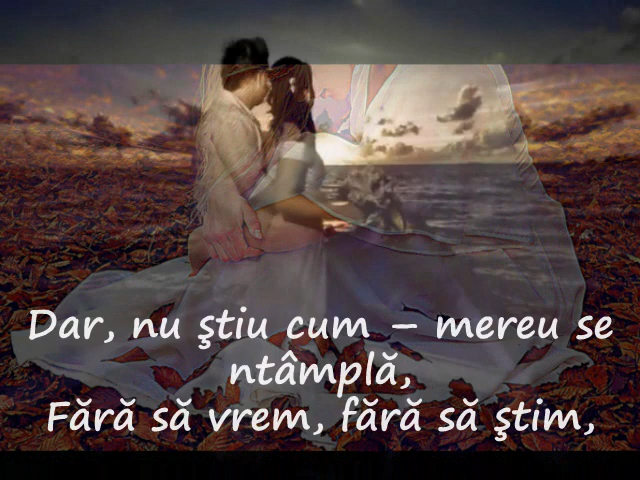 Dar, nu ştiu cum – mereu se
ntâmplă,
Fără să vrem, fără să ştim,